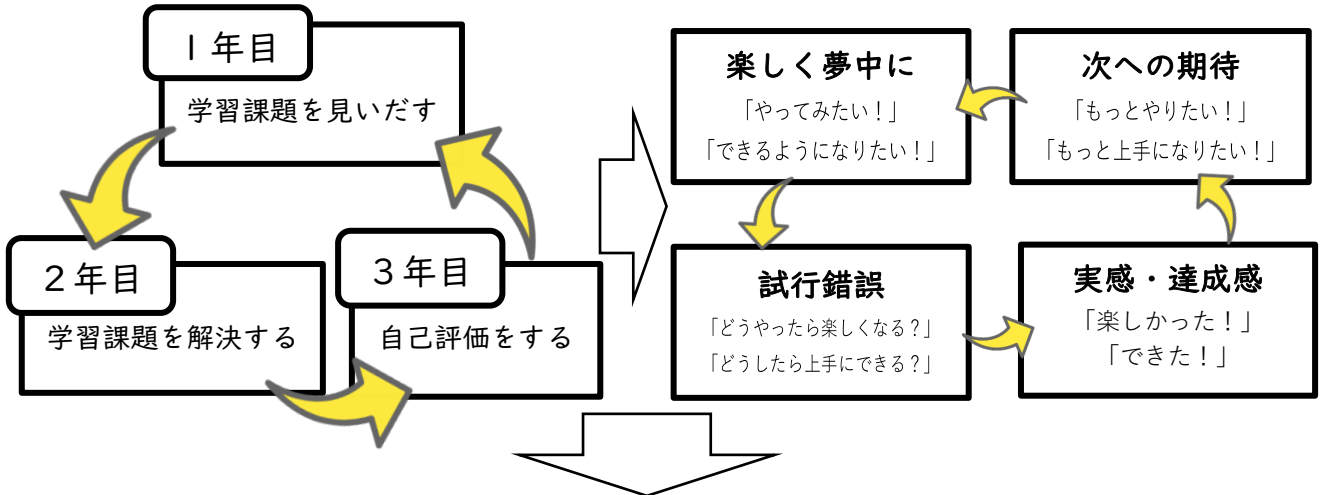 1年目
学習課題を見いだす
2年目
学習課題を解決する
3年目
自己評価をする
楽しく夢中に
「やってみたい!」
「できるようになりたい!」
次への期待
「もっとやりたい!」
「もっと上手になりたい!」
試行錯誤
「どうやったら楽しくなる?」
「どうしたら上手にできる?」
実感・達成感
「楽しかった!」
「できた!」